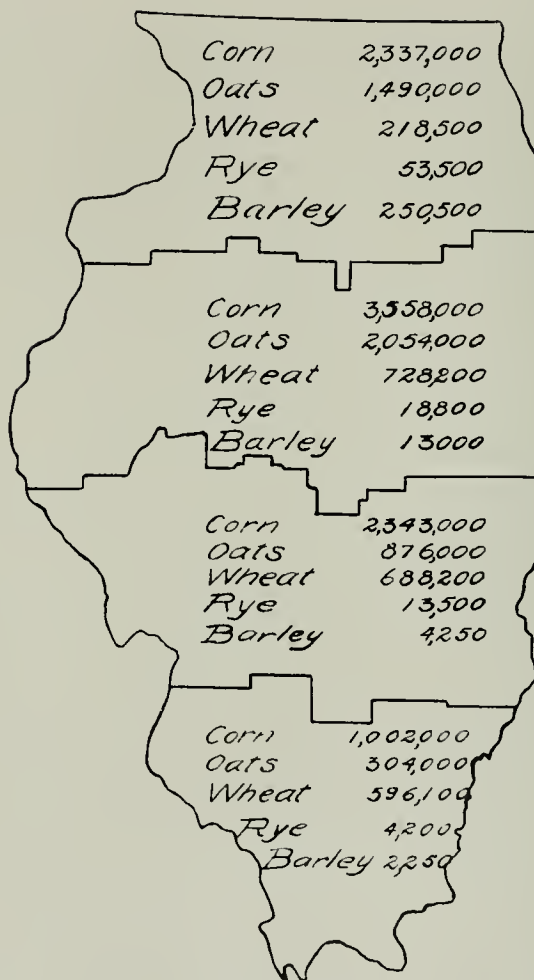 Corn 2,337,000
Oats 1,490,000
Wheat 218,500
Rye 53,500
Barley 250,500
Corn 3,558,000
Oats 2,054,000
Wheat 728,200
Rye 18,800
Barley 13000
Corn 2,343,000
Oats 876,000
Wheat 688,200
Rye 13,500
Barley 4,250
Corn 1,002,000
Oats 304,000
Wheat 596,100
Rye 4,200
Barley 2,250